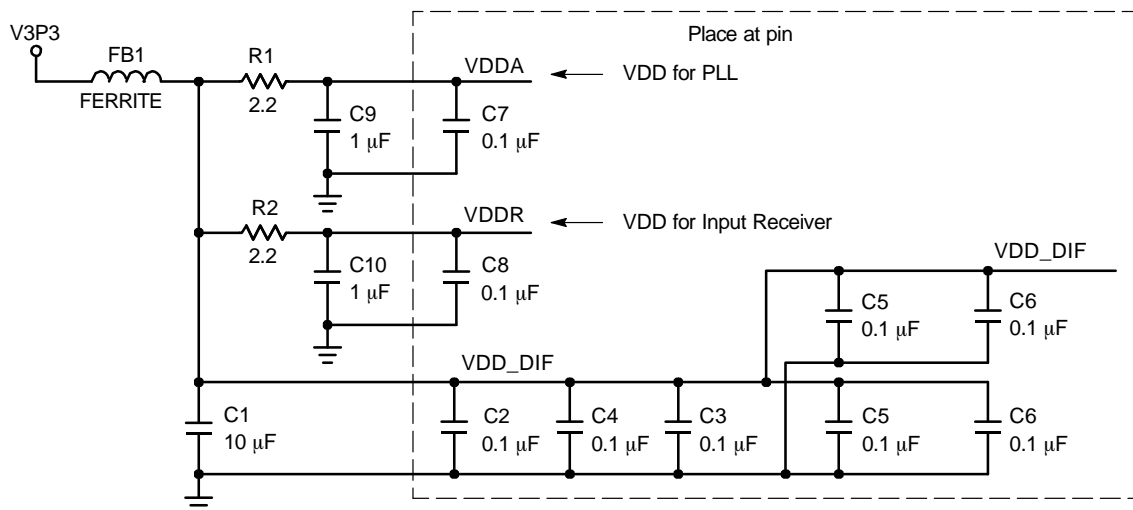 V3P3
FB1
FERRITE
R1
2.2
C9
1 μF
C7
0.1 μF
VDDA
Place at pin
VDD for PLL
R2
2.2
C10
1 μF
C8
0.1 μF
VDDR
VDD for Input Receiver
VDD_DIF
C5
0.1 μF
C6
0.1 μF
VDD_DIF
C1
10 μF
C2
0.1 μF
C4
0.1 μF
C3
0.1 μF
C5
0.1 μF
C6
0.1 μF